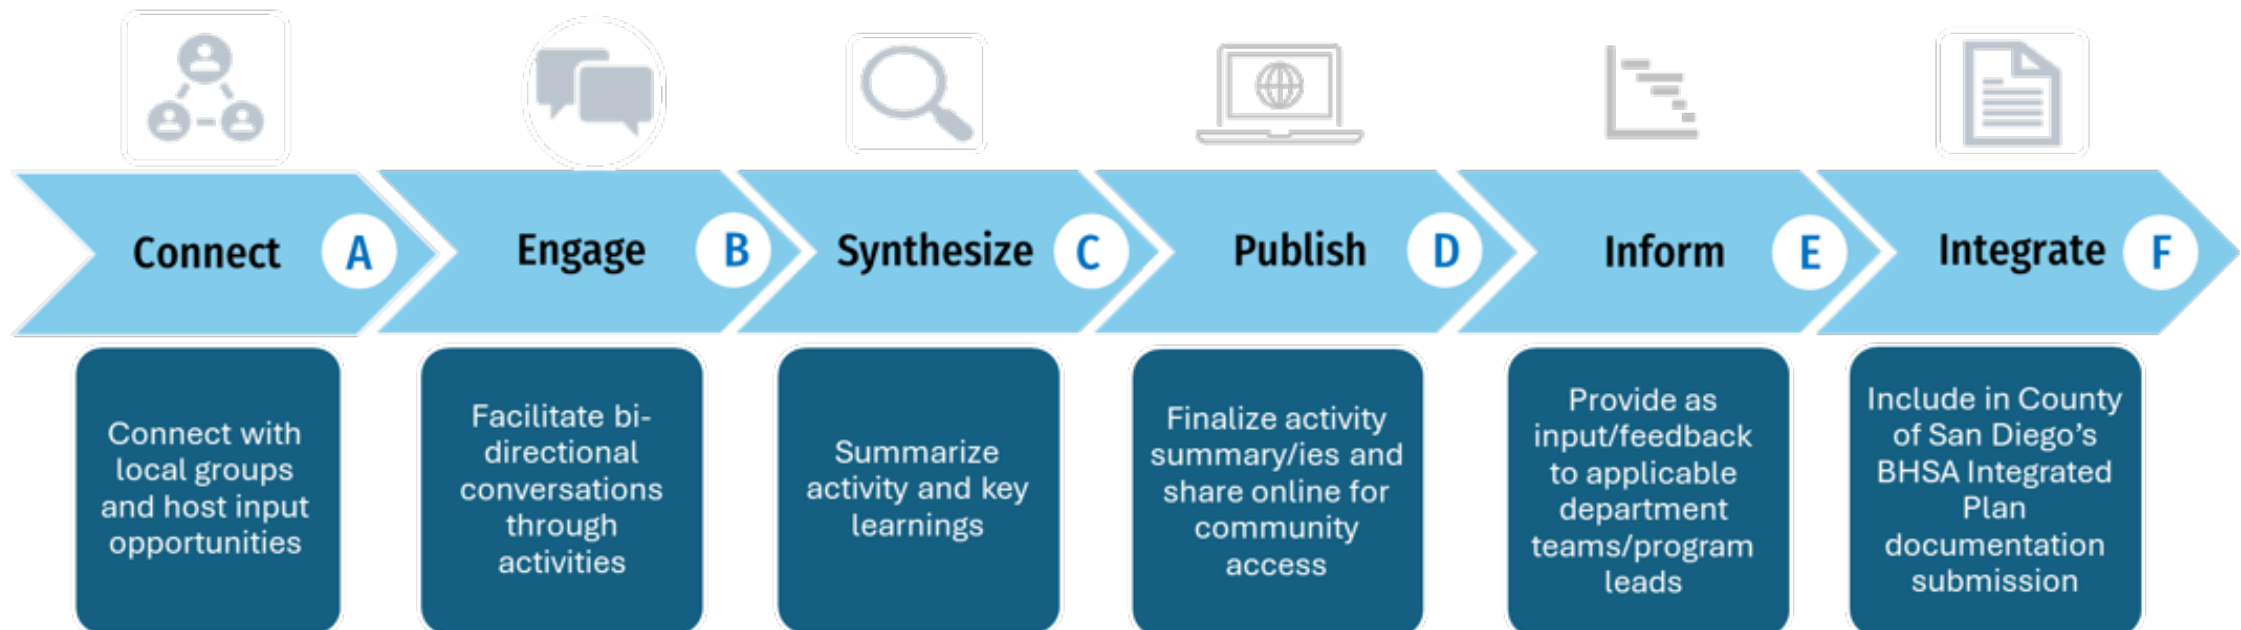 Connect A
Engage B
Synthesize C
Publish D
Inform E
Integrate F
Connect with
local groups
and host input
opportunities
Facilitate bi-
directional
conversations
through
activities
Summarize
activity and key
learnings
Finalize activity
summary/ies and
share online for
community
access
Provide as
input/feedback
to applicable
department
teams/program
leads
Include in County
of San Diego’s
BHSA Integrated
Plan
documentation
submission